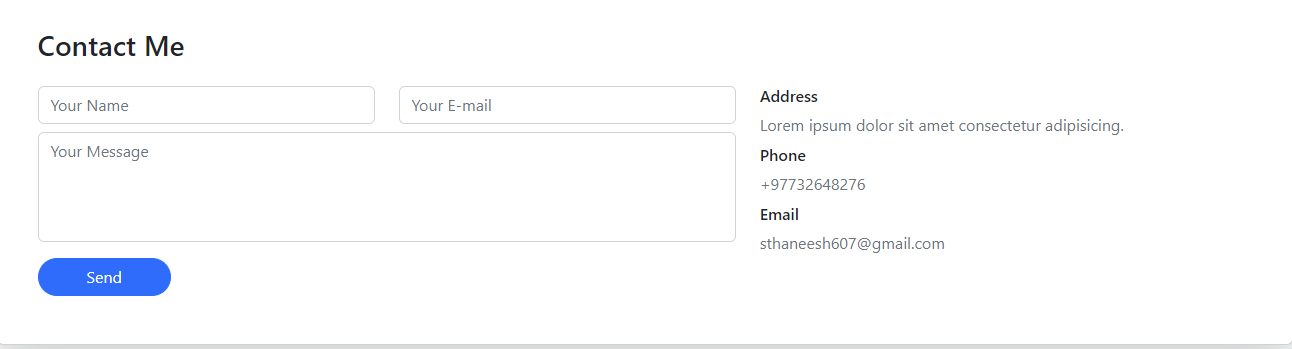 Contact Me
Your Name
Your E-mail
Your Message
Send
Address
Lorem ipsum dolor sit amet consectetur adipisicing.
Phone
+97732648276
Email
sthaneesh607@gmail.com